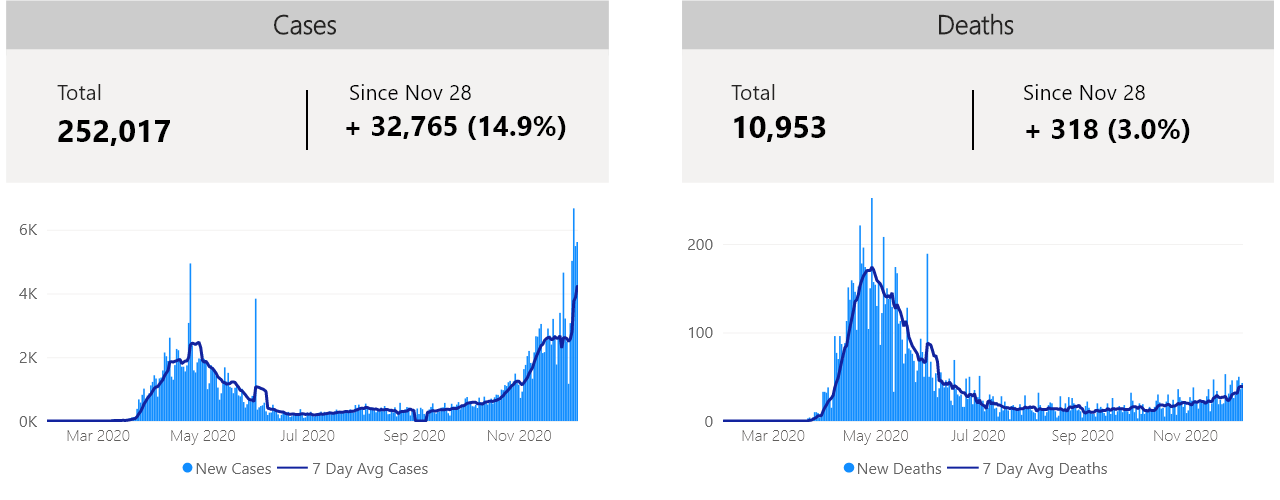 Cases
Total
252,017
Since Nov 28
+ 32,765 (14.9%)
6K
4K
2K
0K
Mar 2020 May 2020 Jul 2020 Sep 2020 Nov 2020
New Cases 7 Day Avg Cases
Deaths
Total
10,953
Since Nov 28
+ 318 (3.0%)
200
100
0
Mar 2020 May 2020 Jul 2020 Sep 2020 Nov 2020
New Deaths 7 Day Avg Deaths